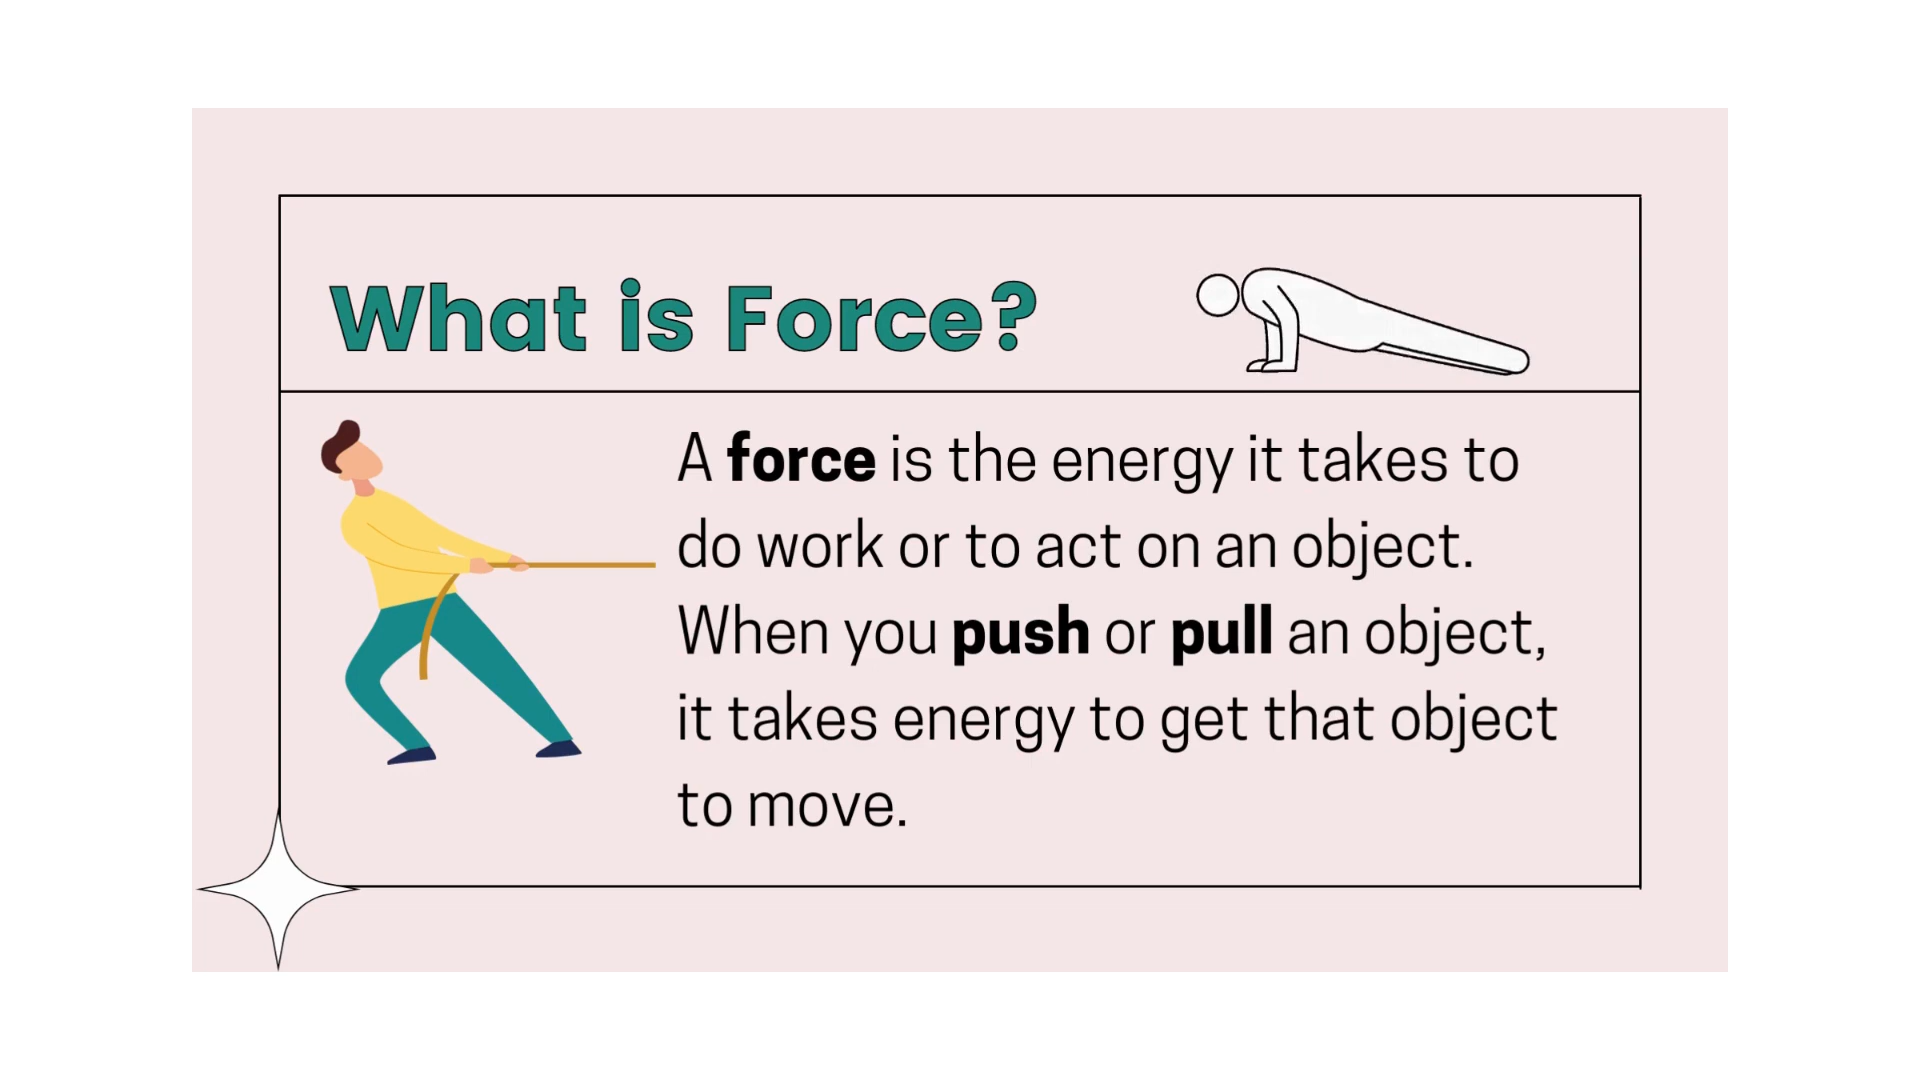 What is Force?
A force is the energy it takes to
do work or to act on an object.
When you push or pull an object,
it takes energy to get that object
to move.